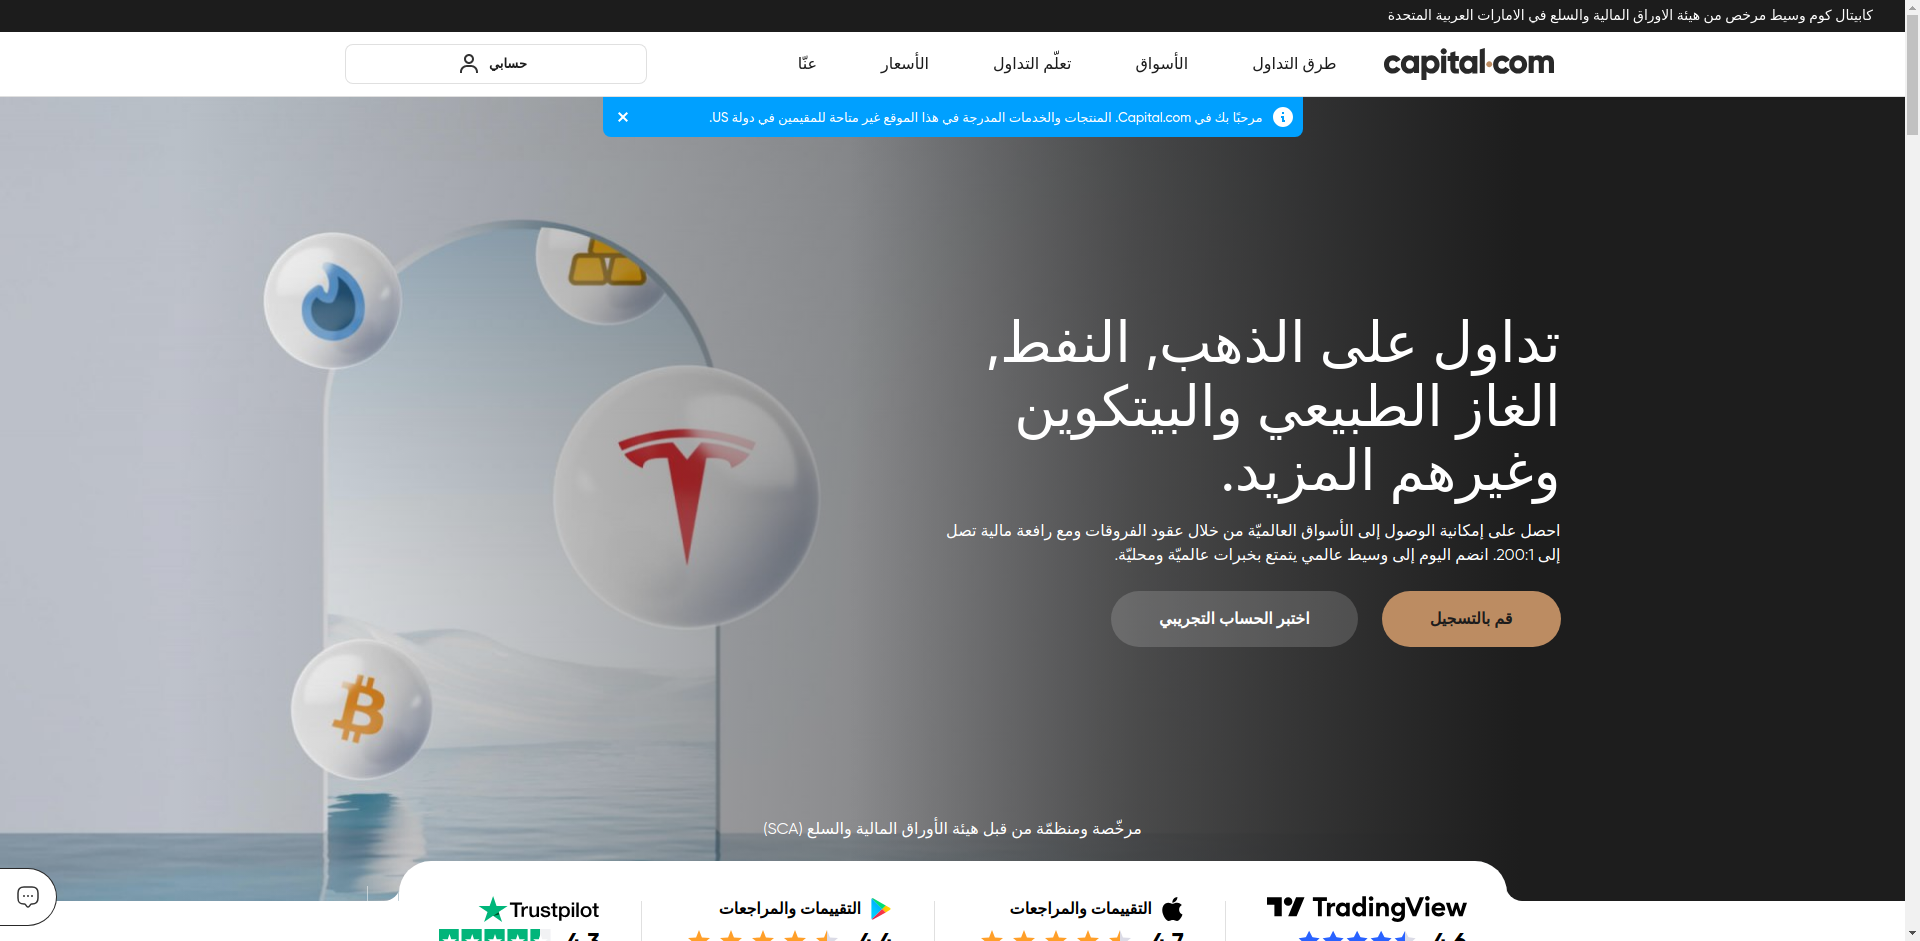 كابيتال كوم وسيط مرخص من هيئة الاوراق المالية والسلع في الامارات العربية المتحدة
capital.com
طرق التداول
الأسواق
تعلّم التداول
الأسعار
عنّا
حسابي
مرحبًا بك في Capital.com. المنتجات والخدمات المدرجة في هذا الموقع غير متاحة للمقيمين في دولة US.
تداول على الذهب, النفط,
الغاز الطبيعي والبيتكوين
وغيرهم المزيد.
احصل على إمكانية الوصول إلى الأسواق العالميّة من خلال عقود الفروقات ومع رافعة مالية تصل
إلى 200:1. انضم اليوم إلى وسيط عالمي يتمتع بخبرات عالميّة ومحليّة.
قم بالتسجيل
اختبر الحساب التجريبي
مرخّصة ومنظمّة من قبل هيئة الأوراق المالية والسلع (SCA)
TradingView
4.6
التقييمات والمراجعات
4.7
التقييمات والمراجعات
4.4
Trustpilot
4.3